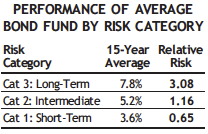 PERFORMANCE OF AVERAGE
BOND FUND BY RISK CATEGORY
Risk Category 15-Year Average Relative Risk
Cat 3: Long-Term 7.8% 3.08
Cat 2: Intermediate 5.2% 1.16
Cat 1: Short-Term 3.6% 0.65